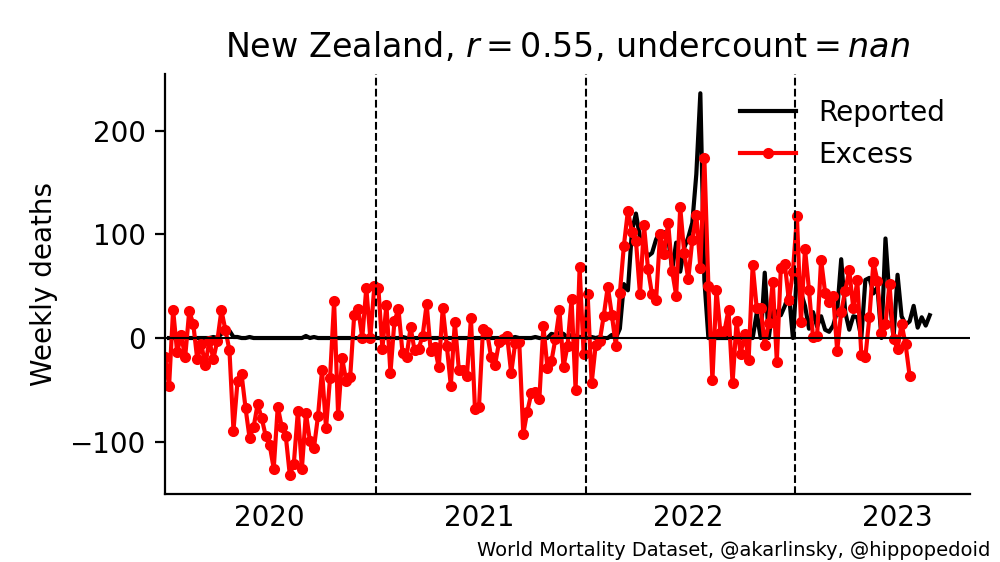 New Zealand, r = 0.55, undercount = nan
Reported
Excess
Weekly deaths
200
100
0
−100
2020 2021 2022 2023
World Mortality Dataset, @akarlinsky, @hippopedoid